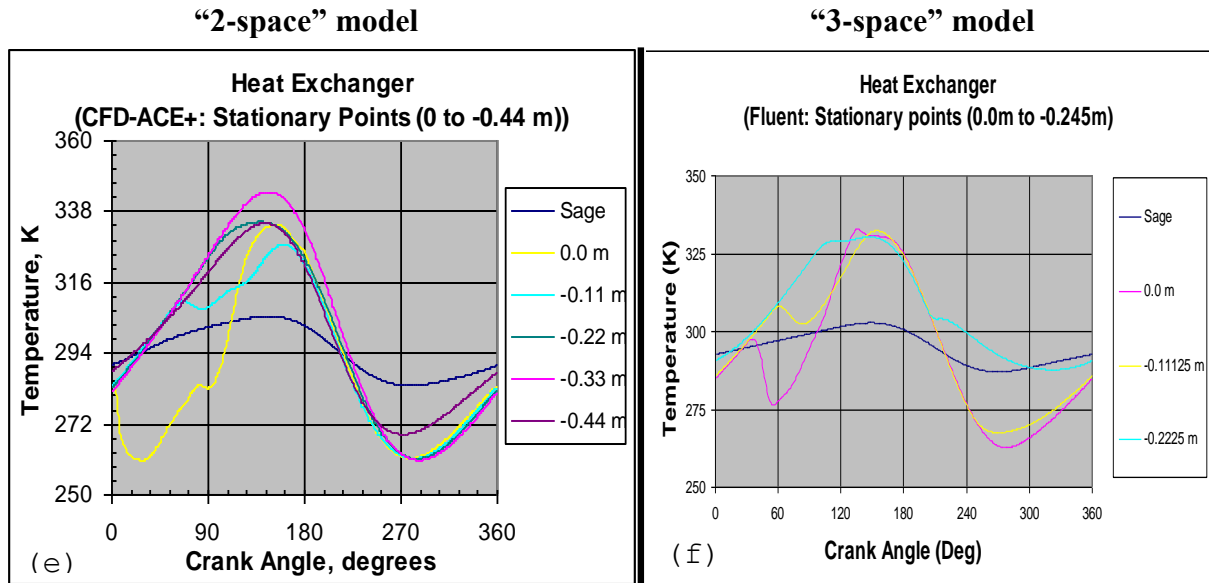 “2-space” model
“3-space” model
Heat Exchanger
(CFD-ACE+: Stationary Points (0 to -0.44 m))
Temperature, K
360
338
316
294
272
250
0
90
180
270
360
Crank Angle, degrees
(e)
Sage
0.0 m
-0.11 m
-0.22 m
-0.33 m
-0.44 m
Heat Exchanger
(Fluent: Stationary points (0.0m to -0.245m)
Temperature (K)
350
325
300
275
250
0
60
120
180
240
300
360
Crank Angle (Deg)
(f)
Sage
0.0 m
-0.11125 m
-0.2225 m